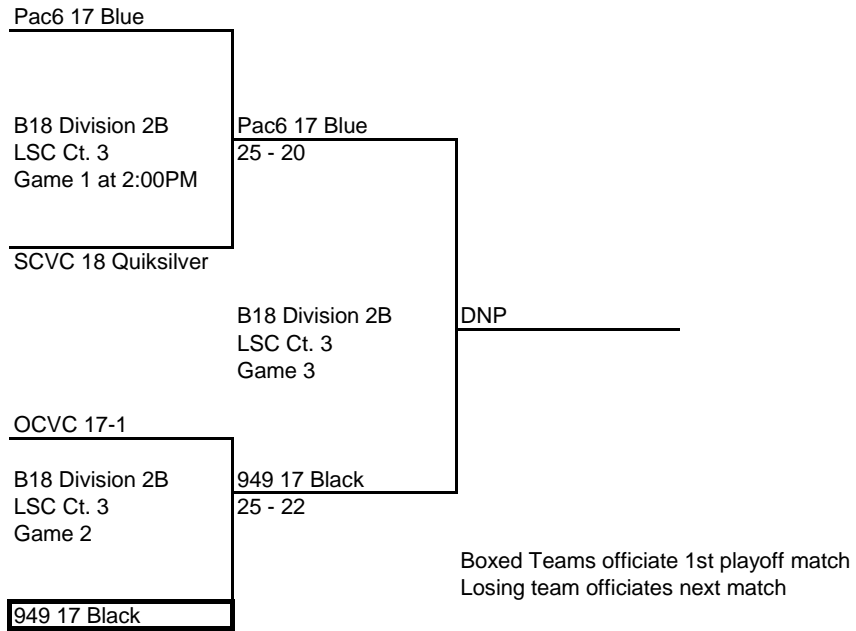 Pac6 17 Blue
B18 Division 2B
LSC Ct. 3
Game 1 at 2:00PM
Pac6 17 Blue
25 - 20
SCVC 18 Quiksilver
B18 Division 2B
LSC Ct. 3
Game 3
DNP
OCVC 17-1
B18 Division 2B
LSC Ct. 3
Game 2
949 17 Black
25 - 22
Boxed Teams officiate 1st playoff match
Losing team officiates next match
949 17 Black